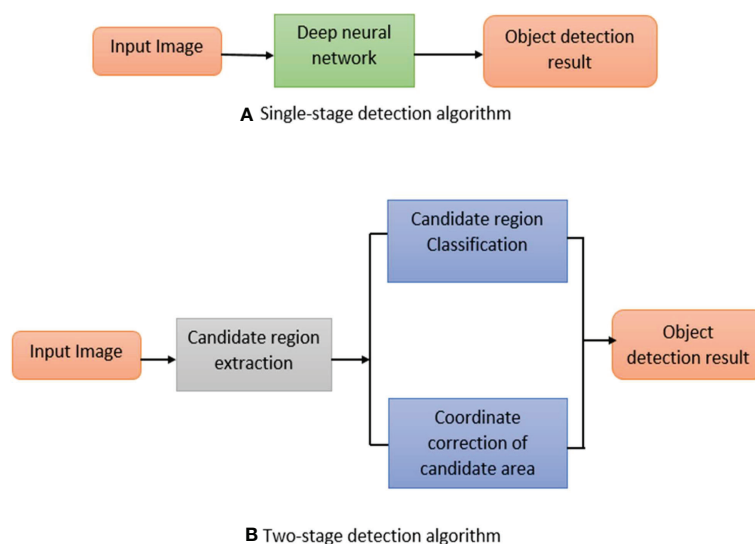 Input Image
Deep neural
network
Object detection
result
A Single-stage detection algorithm
Candidate region
Classification
Input Image
Candidate region
extraction
Object
detection result
Coordinate
correction of
candidate area
B Two-stage detection algorithm